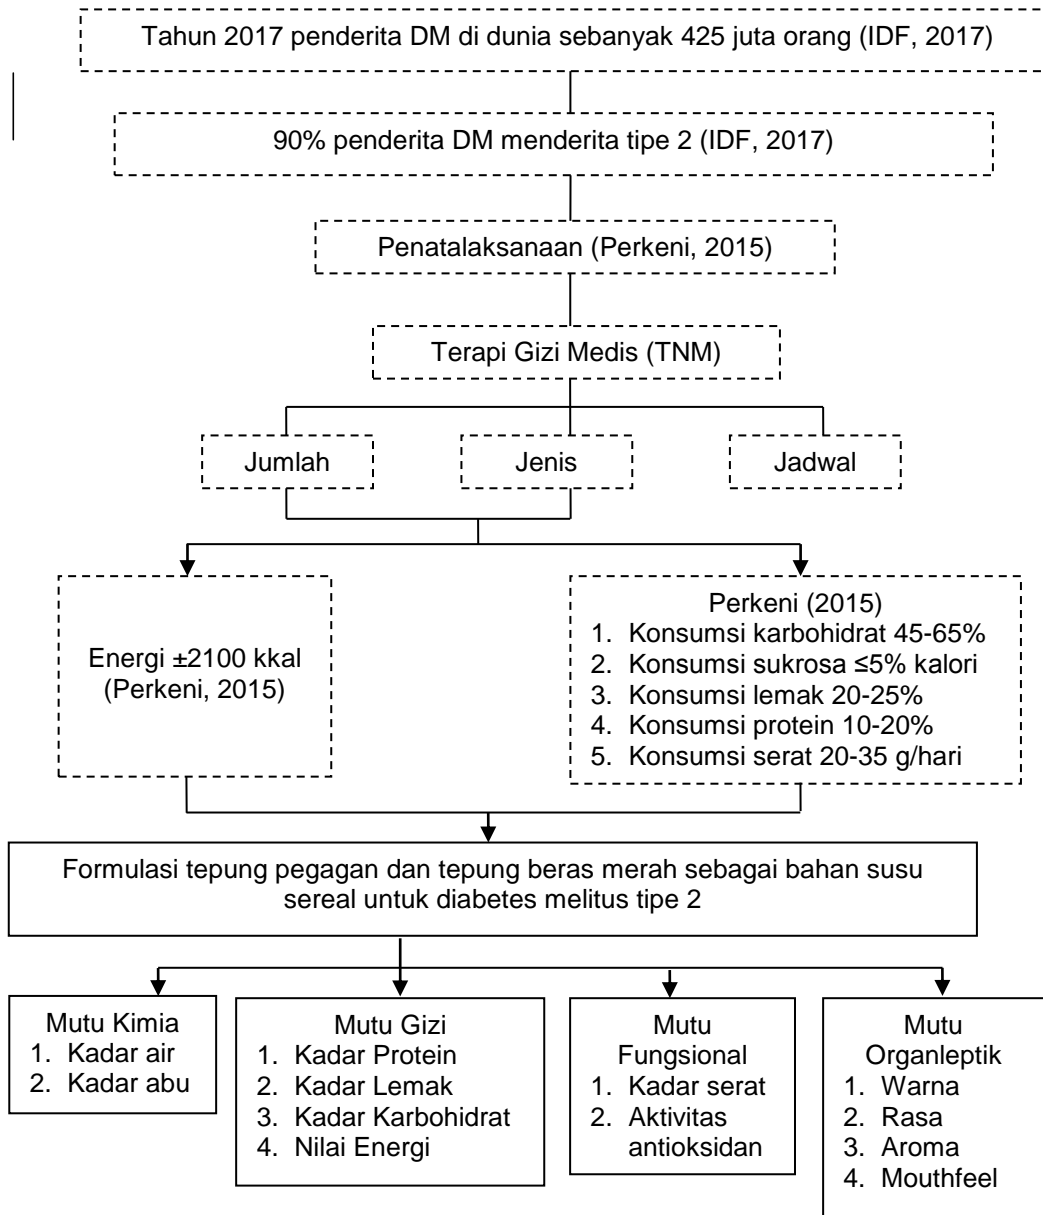 Tahun 2017 penderita DM di dunia sebanyak 425 juta orang (IDF, 2017)
90% penderita DM menderita tipe 2 (IDF, 2017)
Penatalaksanaan (Perkeni, 2015)
Terapi Gizi Medis (TNM)
Jumlah
Jenis
Jadwal
Energi ±2100 kkal
(Perkeni, 2015)
Perkeni (2015)
1. Konsumsi karbohidrat 45-65%
2. Konsumsi sukrosa ≤5% kalori
3. Konsumsi lemak 20-25%
4. Konsumsi protein 10-20%
5. Konsumsi serat 20-35 g/hari
Formulasi tepung pegagan dan tepung beras merah sebagai bahan susu
sereal untuk diabetes melitus tipe 2
Mutu Kimia
1. Kadar air
2. Kadar abu
Mutu Gizi
1. Kadar Protein
2. Kadar Lemak
3. Kadar Karbohidrat
4. Nilai Energi
Mutu
Fungsional
1. Kadar serat
2. Aktivitas
antioksidan
Mutu
Organleptik
1. Warna
2. Rasa
3. Aroma
4. Mouthfeel